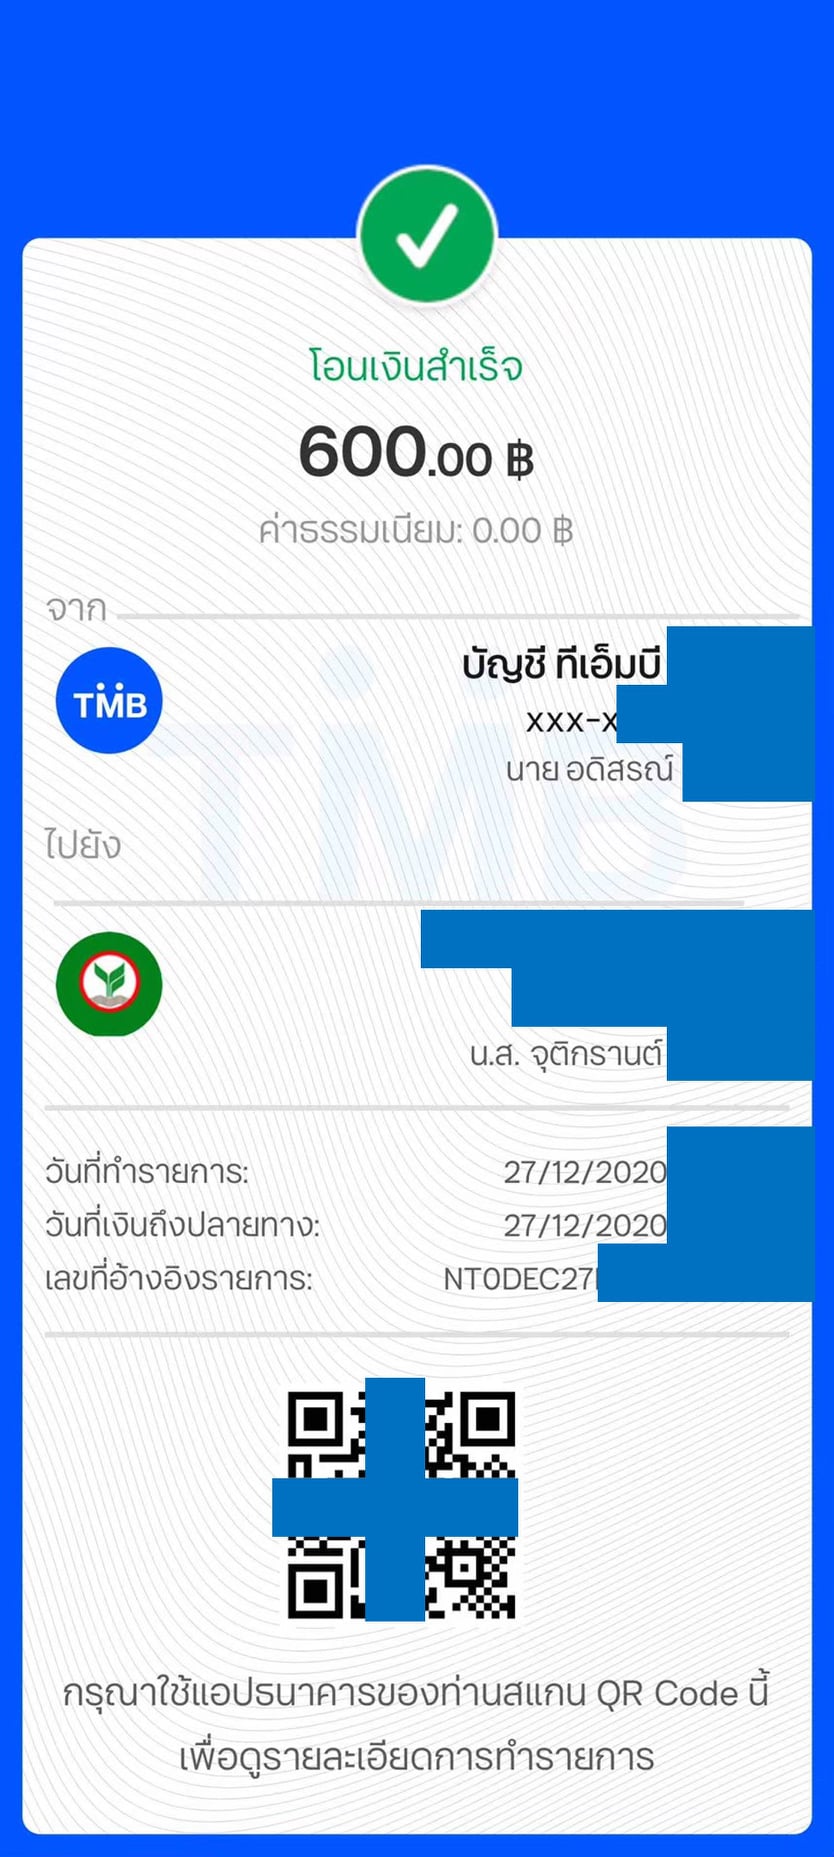 โอนเงินสำเร็จ
600.00 ฿
ค่าธรรมเนียม: 0.00 ฿
จาก
TMB
บัญชี ทีเอ็มบี
xxx-x
นาย อดิสรณ์
ไปยัง
น.ส. จุติกรานต์
วันที่ทำรายการ: 27/12/2020
วันที่เงินถึงปลายทาง: 27/12/2020
เลขที่อ้างอิงรายการ: NT0DEC27
กรุณาใช้แอปธนาคารของท่านสแกน QR Code นี้
เพื่อดูรายละเอียดการทำรายการ